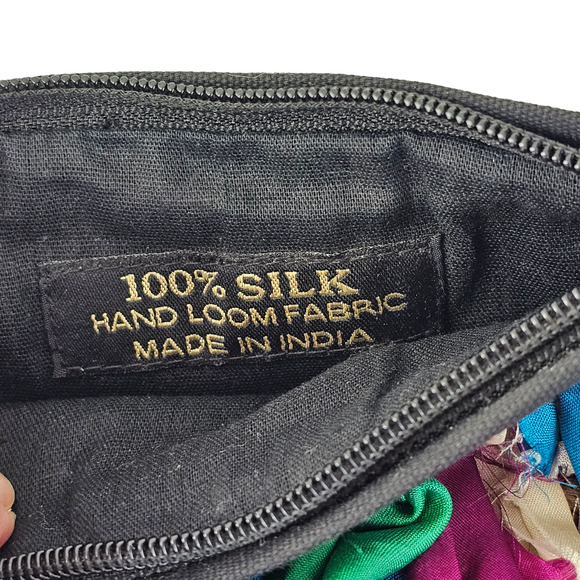 100% SILK
HAND LOOM FABRIC
MADE IN INDIA